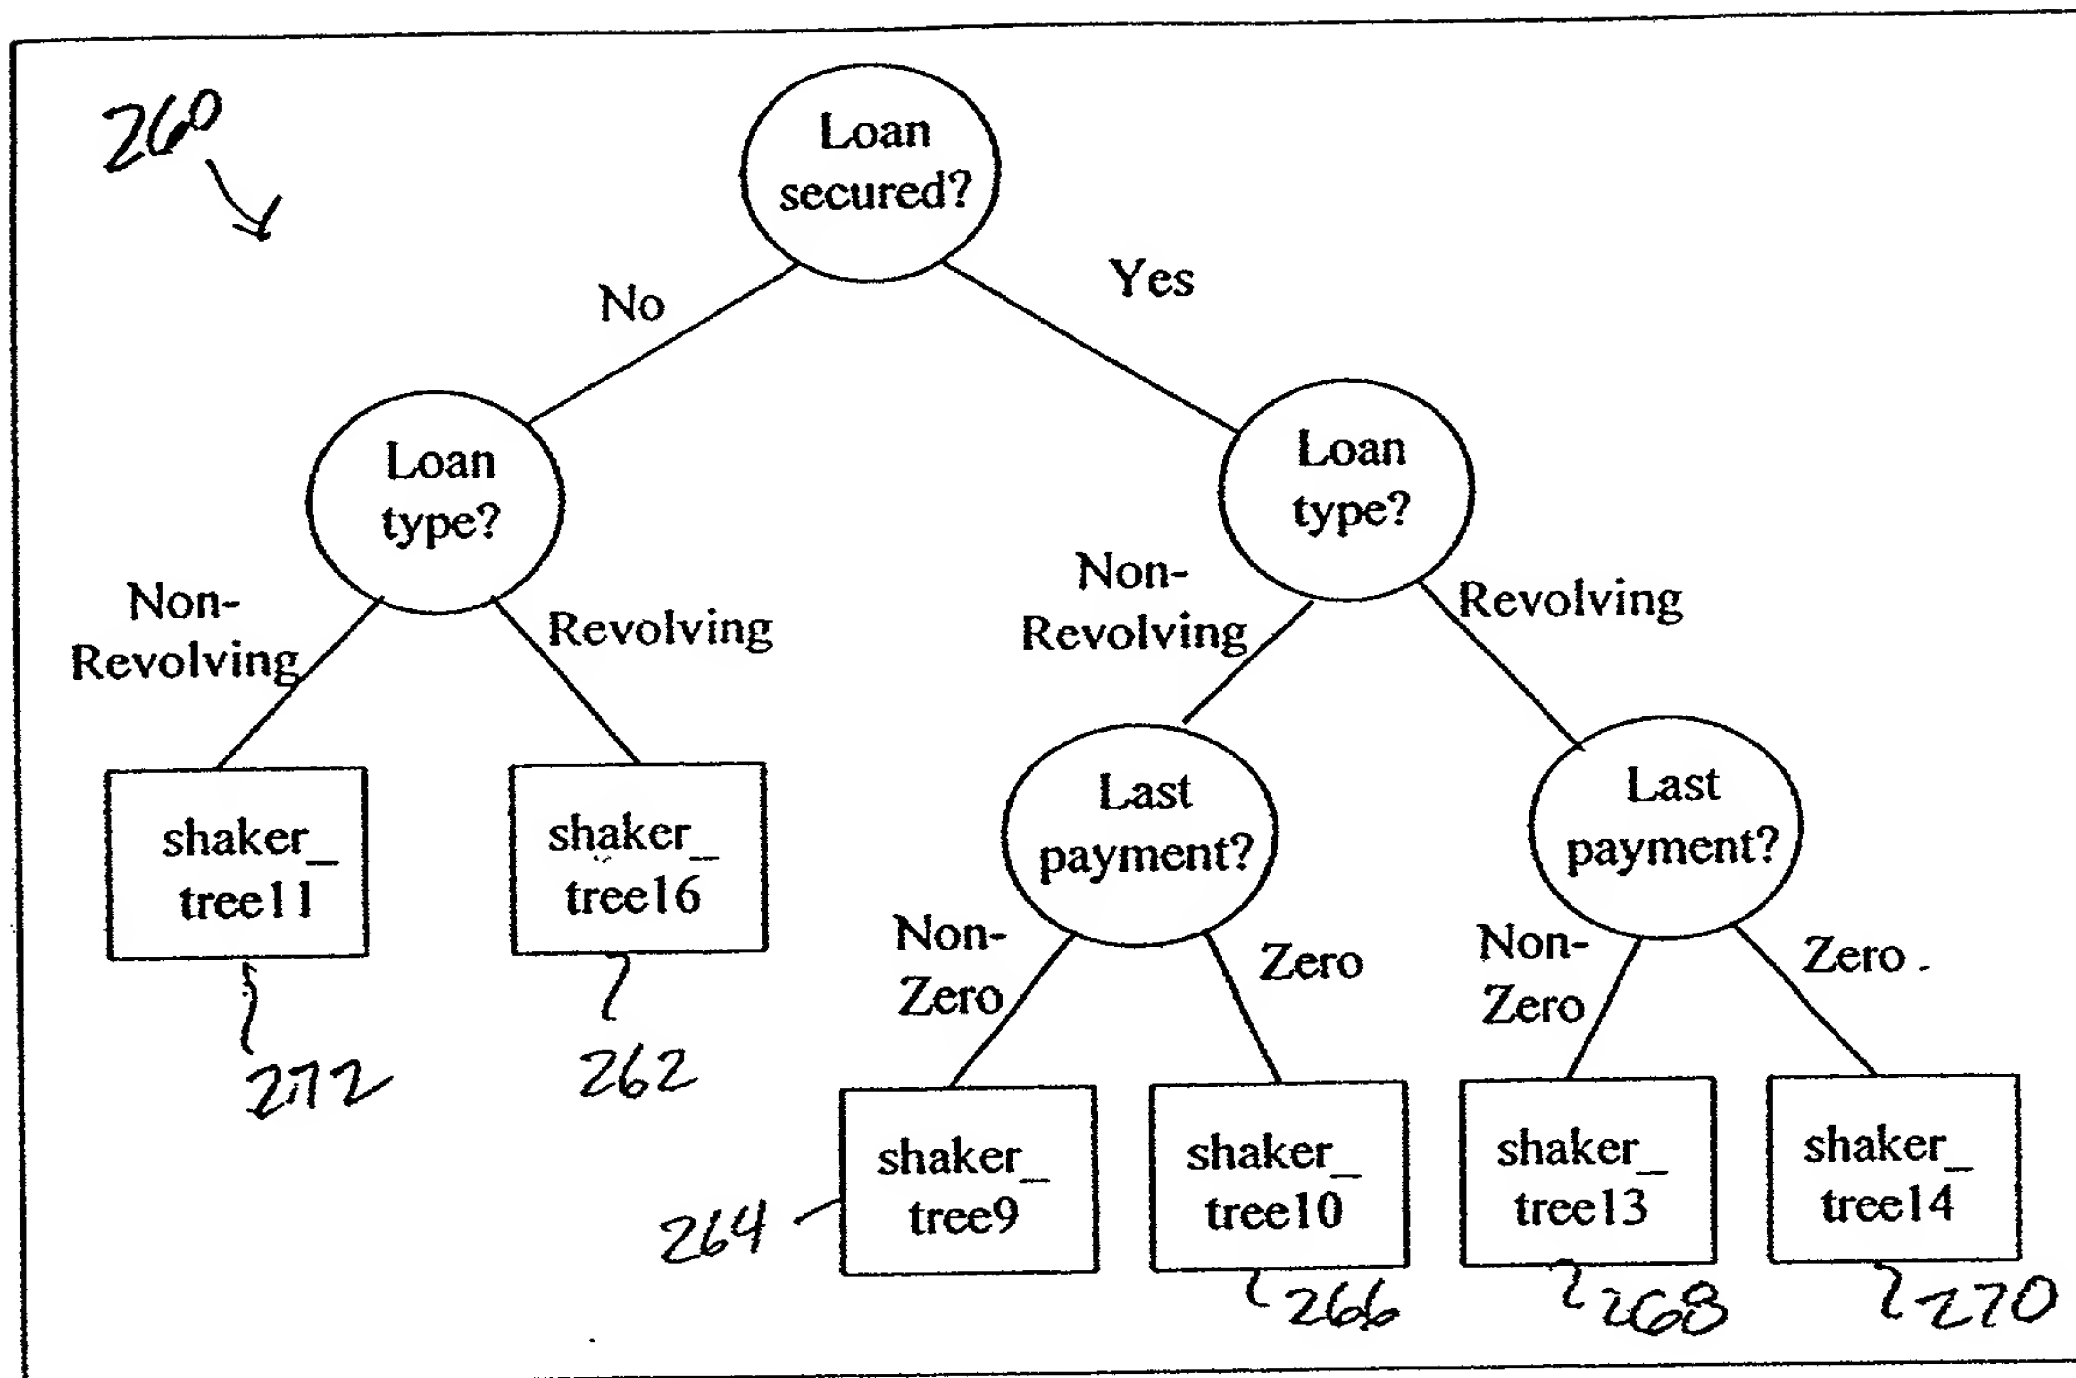 260
Loan
secured?
No
Yes
Loan
type?
Loan
type?
Non-
Revolving
Revolving
Non-
Revolving
Revolving
shaker_
tree11
shaker_
tree16
Last
payment?
Last
payment?
Non-
Zero
Zero
Non-
Zero
Zero
272
262
shaker_
tree9
shaker_
tree10
shaker_
tree13
shaker_
tree14
264
266
268
270